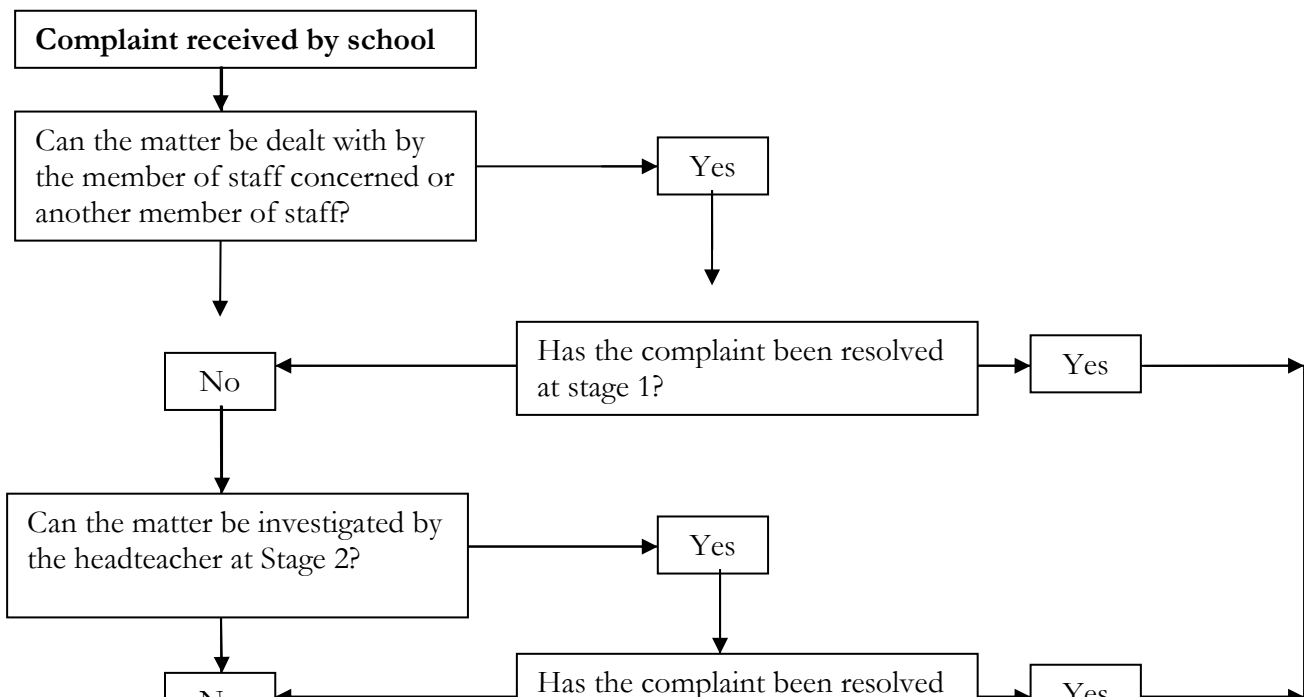 Complaint received by school
Can the matter be dealt with by
the member of staff concerned or
another member of staff?
Yes
Has the complaint been resolved
at stage 1?
Yes
No
Can the matter be investigated by
the headteacher at Stage 2?
Yes
Has the complaint been resolved
Yes
No